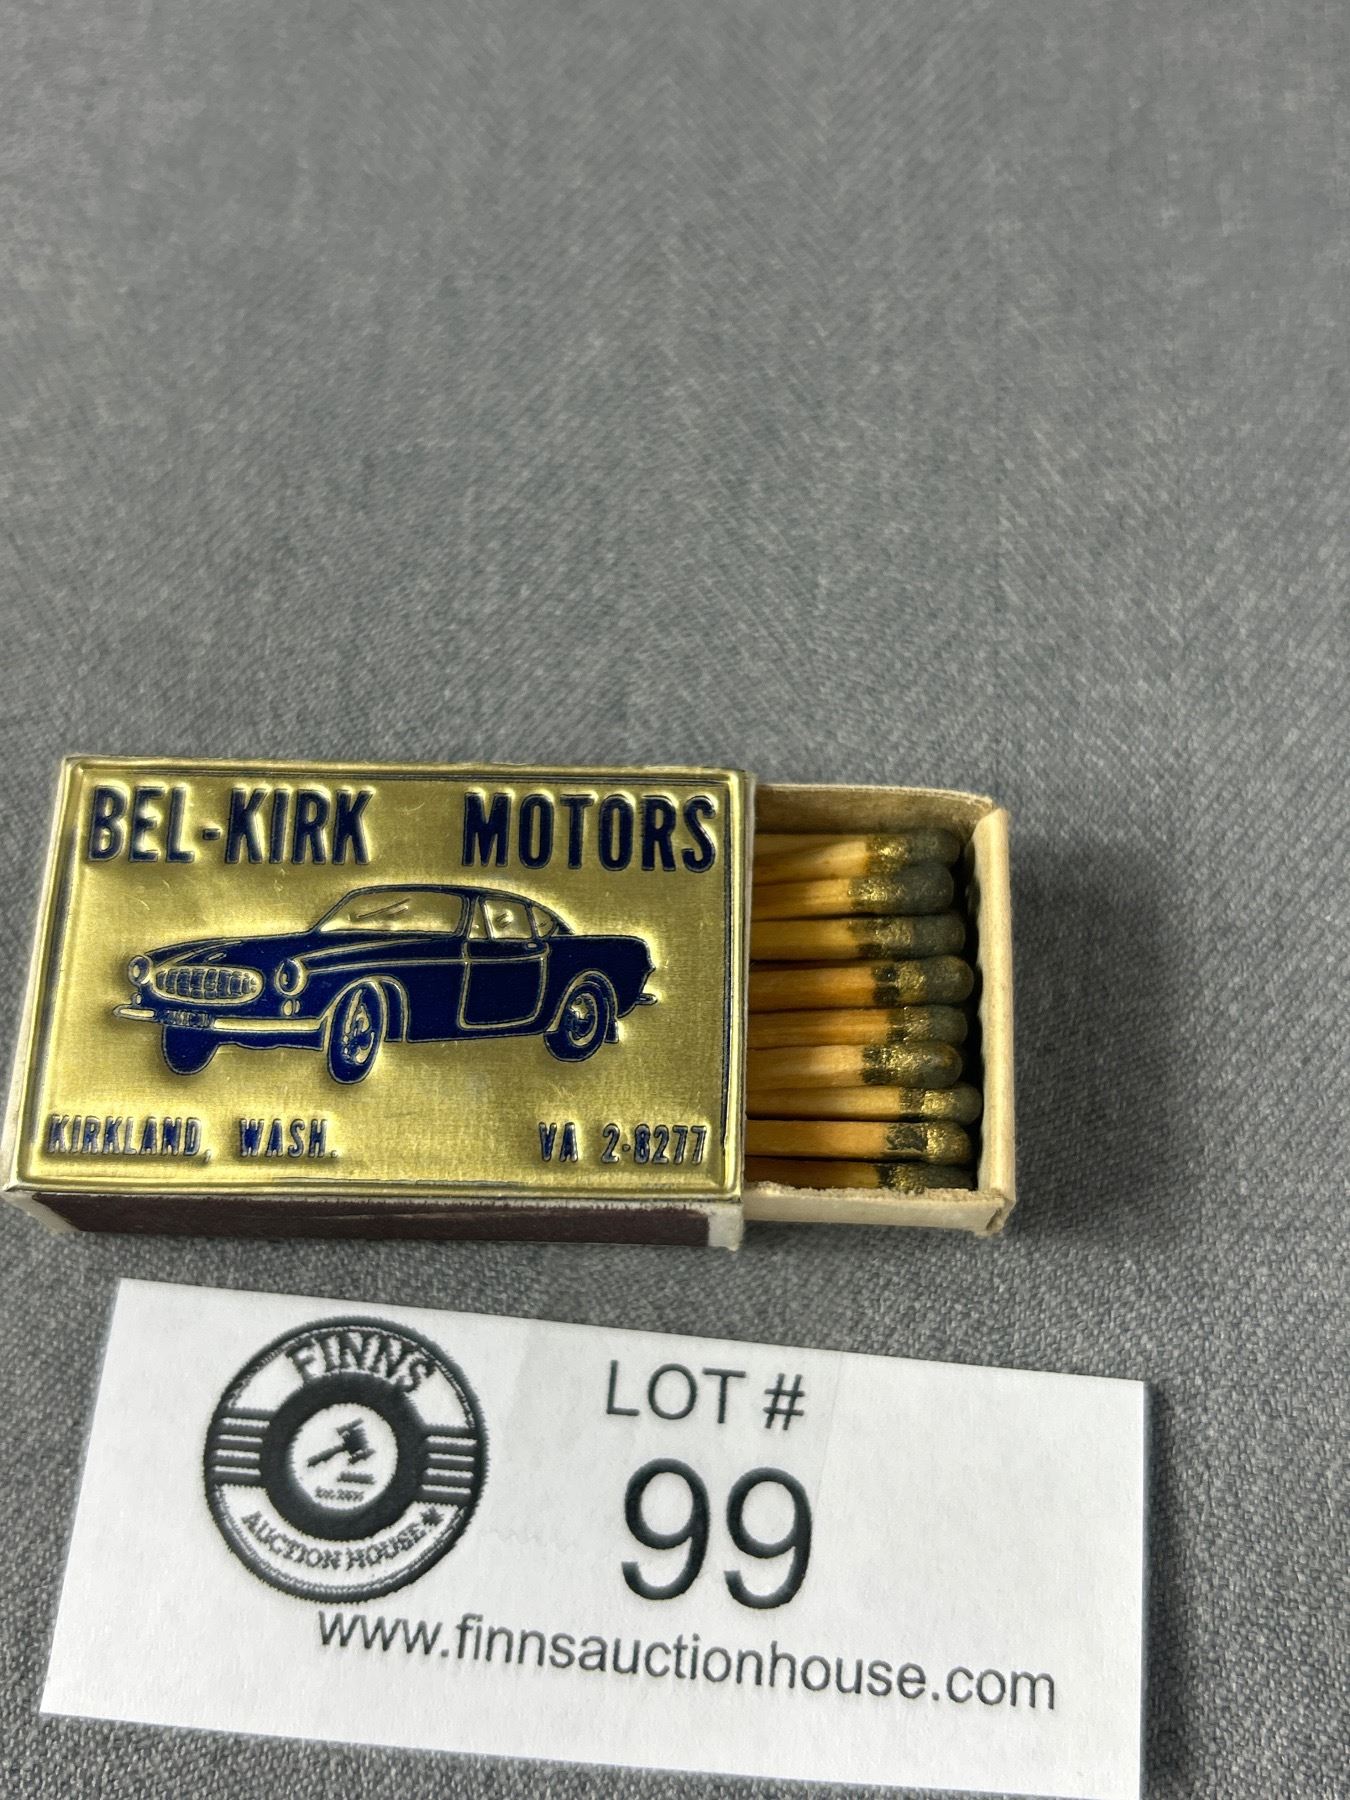 BEL-KIRK MOTORS
KIRKLAND, WASH. VA 2-8277
FINNS
AUCTION HOUSE
LOT #
99
www.finnsauctionhouse.com